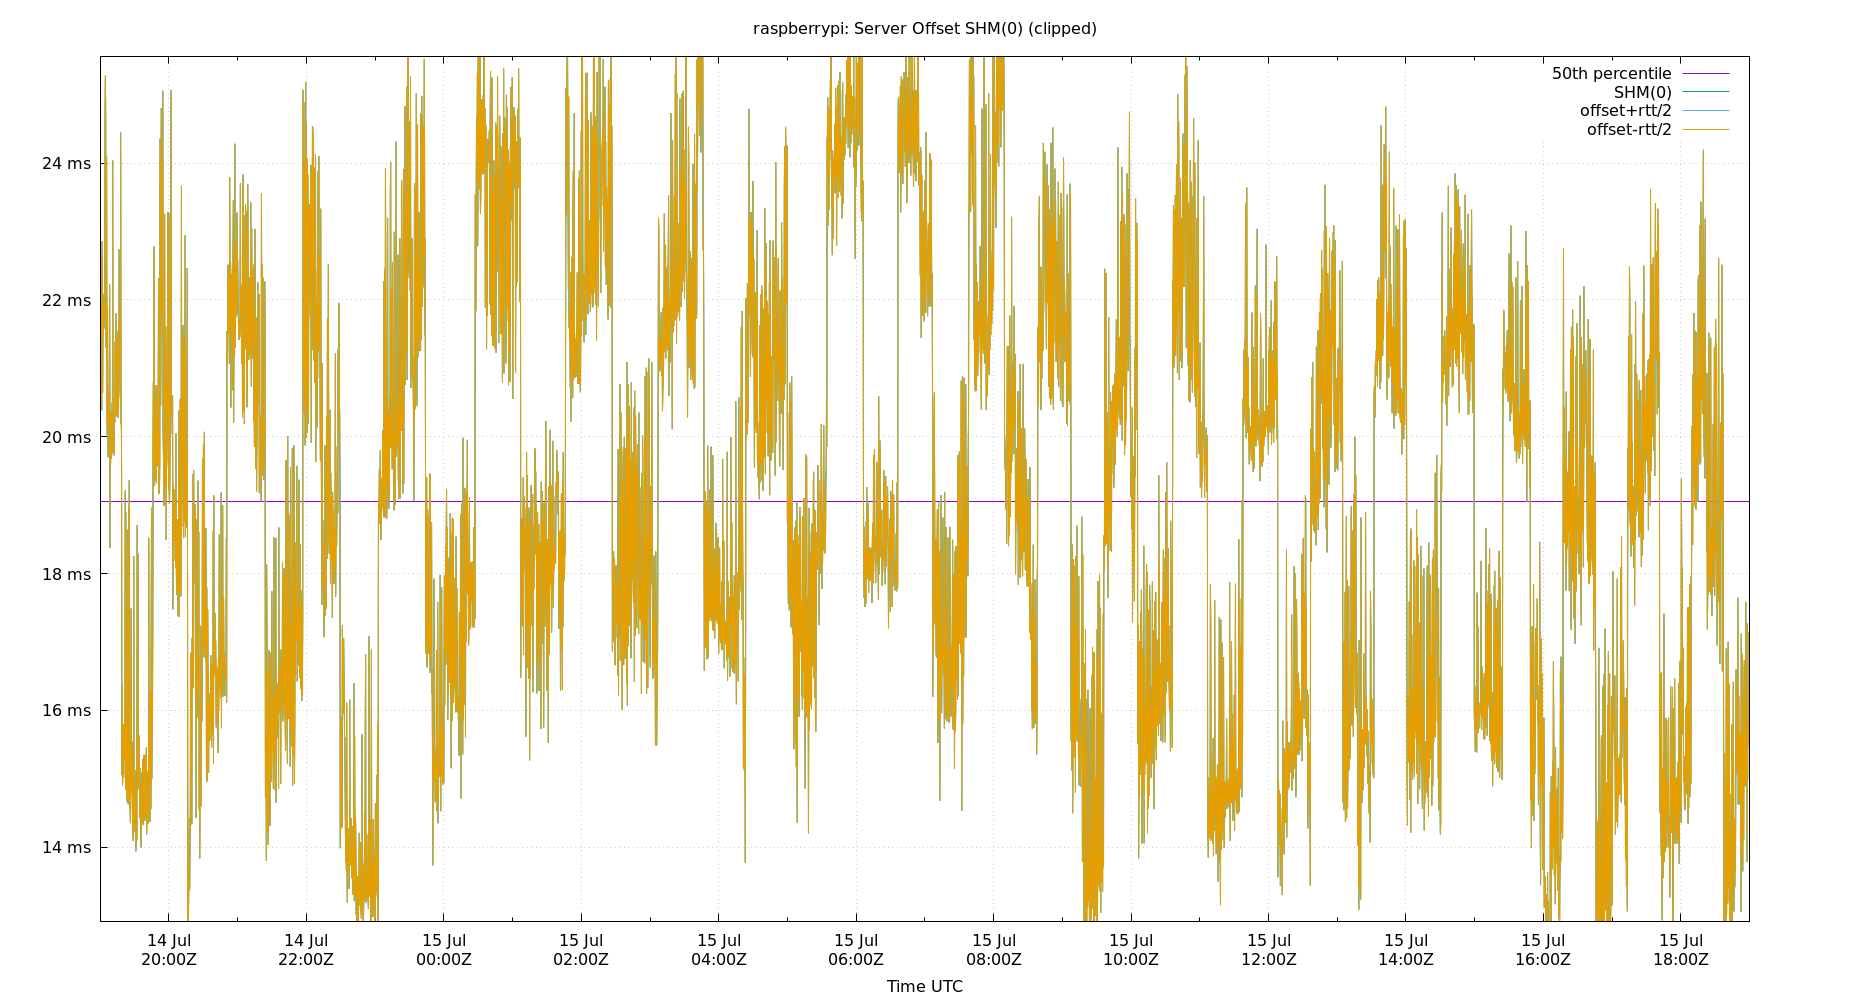 raspberrypi: Server Offset SHM(0) (clipped)
50th percentile
SHM(0)
offset+rtt/2
offset-rtt/2
24 ms
22 ms
20 ms
18 ms
16 ms
14 ms
14 Jul 14 Jul 15 Jul 15 Jul 15 Jul 15 Jul 15 Jul 15 Jul 15 Jul 15 Jul 15 Jul 15 Jul
20:00Z 22:00Z 00:00Z 02:00Z 04:00Z 06:00Z 08:00Z 10:00Z 12:00Z 14:00Z 16:00Z 18:00Z
Time UTC